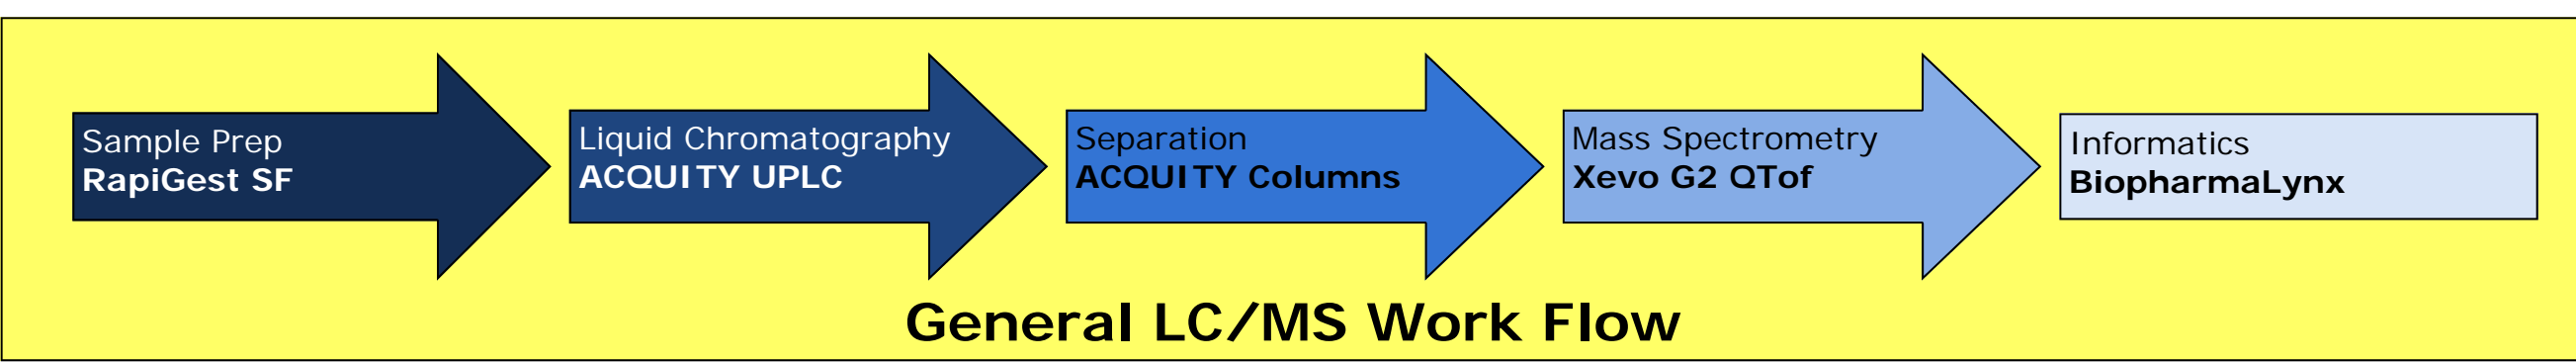 Sample Prep
RapiGest SF
Liquid Chromatography
ACQUITY UPLC
Separation
ACQUITY Columns
Mass Spectrometry
Xevo G2 QTof
Informatics
BiopharmaLynx
General LC/MS Work Flow